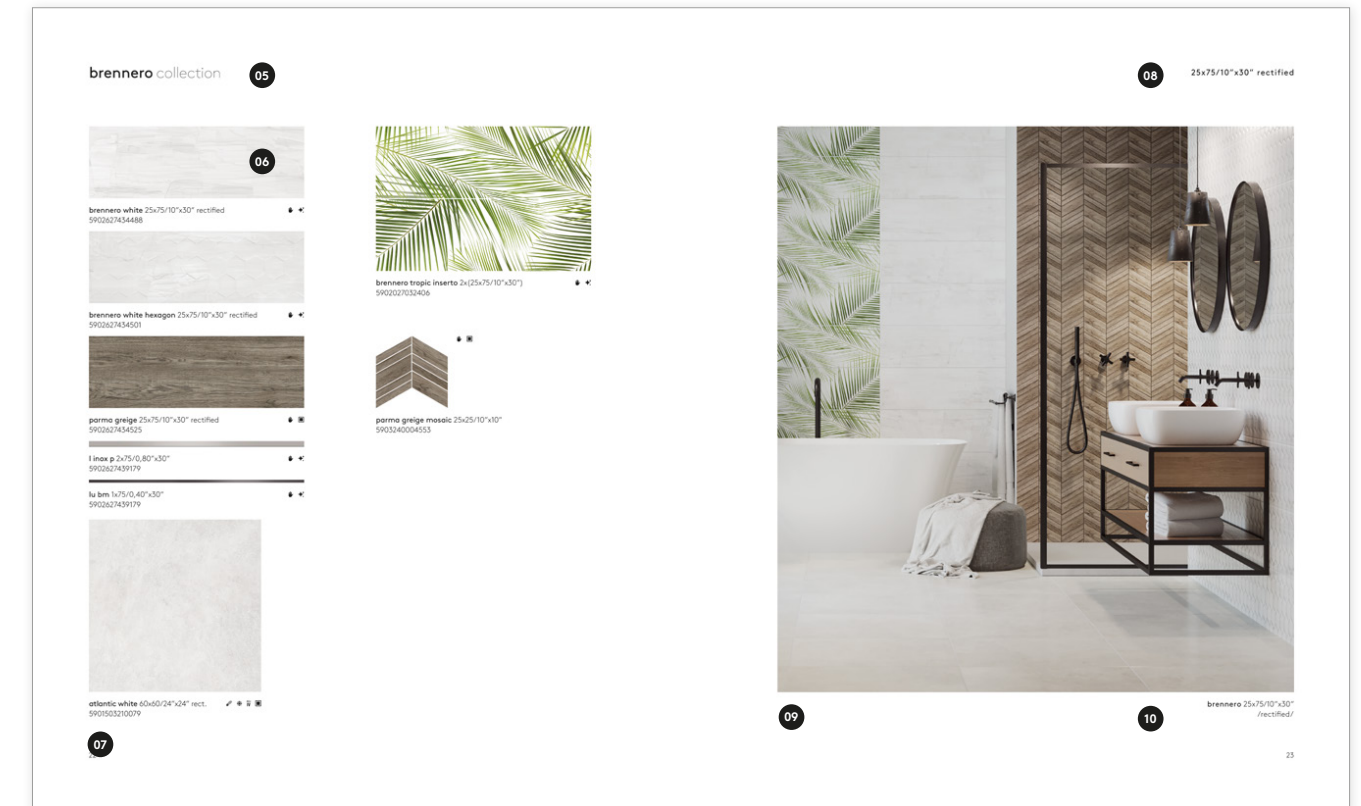 brennero collection
05
08
25x75/10"x30" rectified
06
brennero white 25x75/10"x30" rectified
5902627434488
brennero white hexagon 25x75/10"x30" rectified
5902627434501
parma greige 25x75/10"x30" rectified
5902627434525
l inox p 2x75/0,80"x30"
5902627439179
lu bm 1x75/0,40"x30"
5902627439179
atlantic white 60x60/24"x24" rect.
5901503210079
07
brennero tropic inserto 2x(25x75/10"x30")
5902027032406
parma greige mosaic 25x25/10"x10"
5903240004553
09
10
brennero 25x75/10"x30"
/rectified/
23